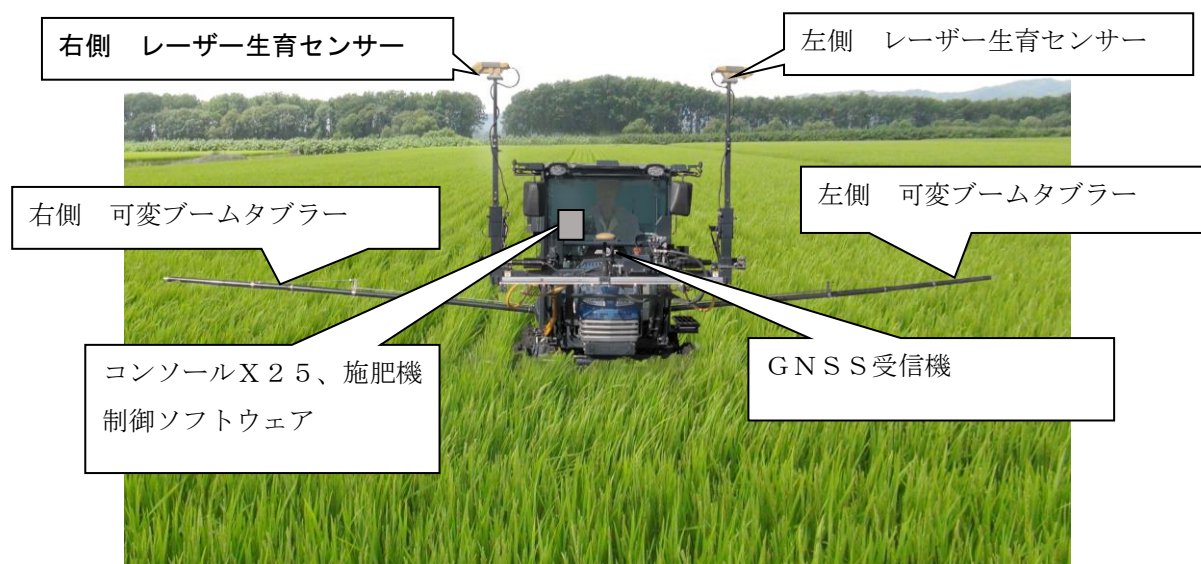 右側　レーザー生育センサー
左側　レーザー生育センサー
右側　可変ブームタブラー
左側　可変ブームタブラー
コンソールＸ２５、施肥機
制御ソフトウェア
ＧＮＳＳ受信機